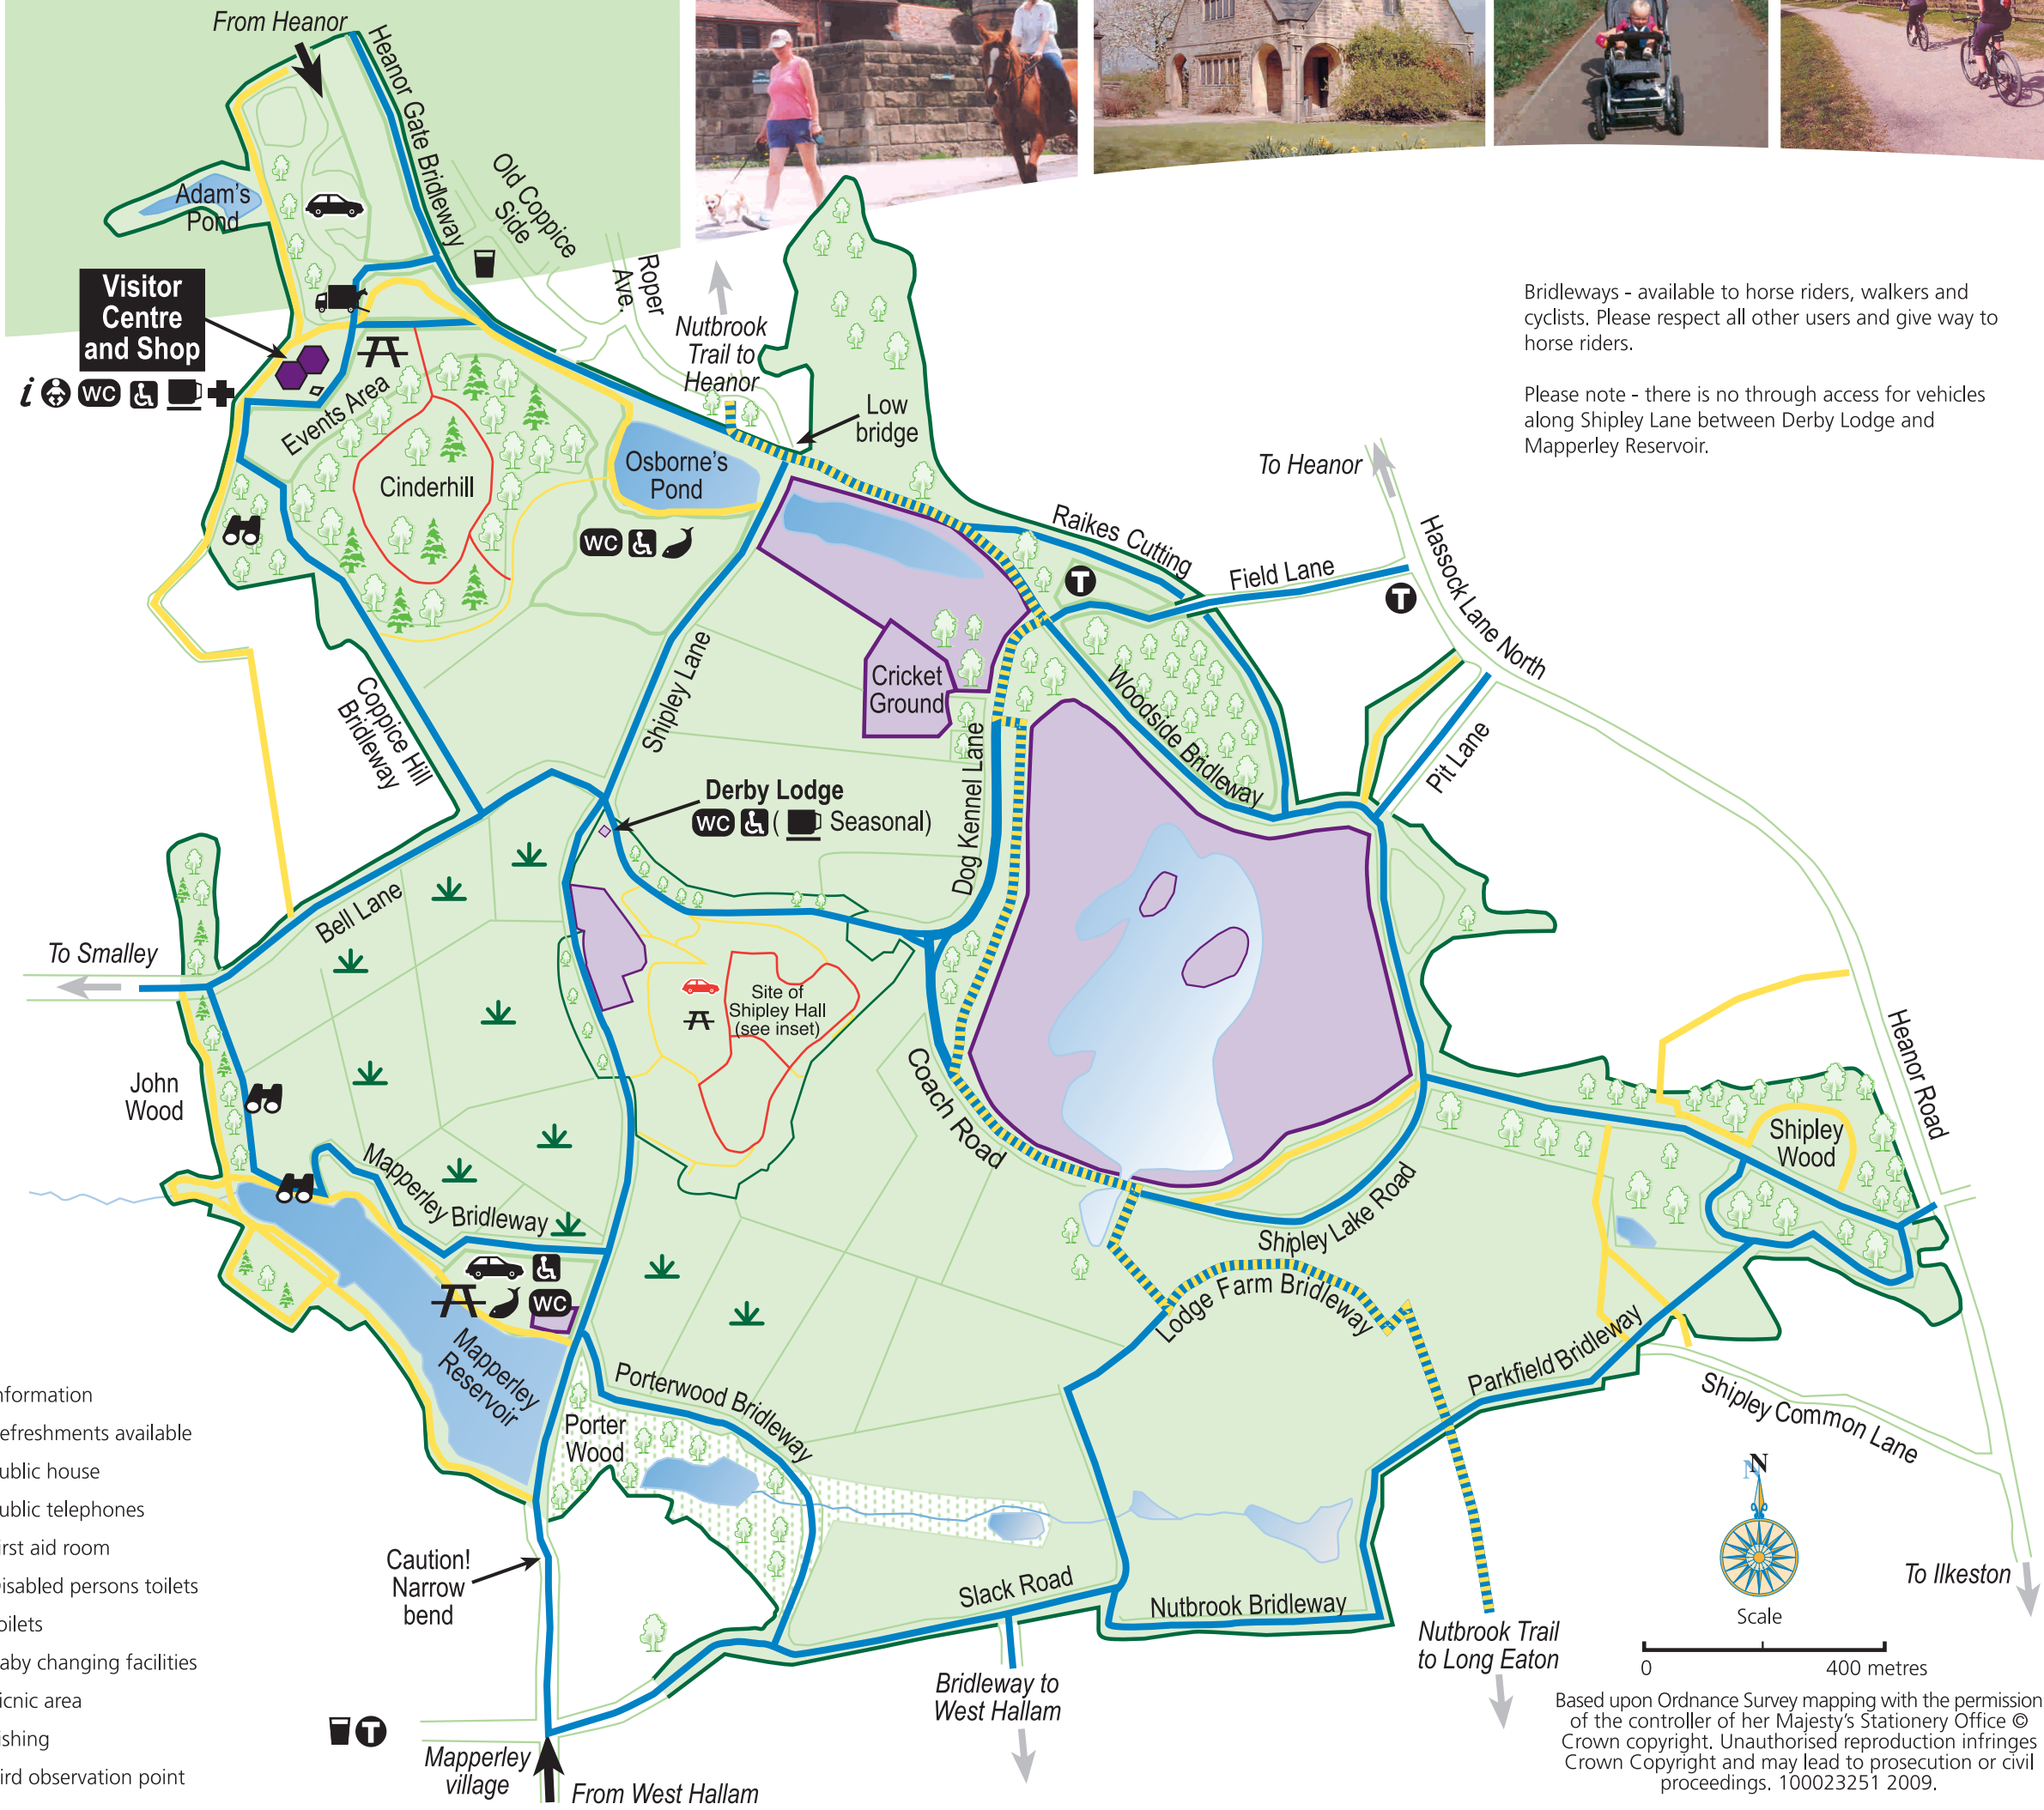 From Heanor
Heanor Gate Bridleway
Old Coppice
Side
Adam's
Pond
Roper
Ave.
Visitor
Centre
and Shop
i WC
Nutbrook
Trail to
Heanor
Bridleways - available to horse riders, walkers and
cyclists. Please respect all other users and give way to
horse riders.
Please note - there is no through access for vehicles
along Shipley Lane between Derby Lodge and
Mapperley Reservoir.
Events Area
Low
bridge
Cinderhill
Osborne's
Pond
To Heanor
WC
Raikes Cutting
Field Lane
T
T
Hassock Lane North
Coppice Hill
Bridleway
Shipley Lane
Cricket
Ground
Woodside Bridleway
Pit Lane
Derby Lodge
WC ( Seasonal)
Dog Kennel Lane
Bell Lane
To Smalley
Site of
Shipley Hall
(see inset)
John
Wood
Coach Road
Heanor Road
Shipley
Wood
Mapperley Bridleway
Shipley Lake Road
WC
Lodge Farm Bridleway
Mapperley
Reservoir
Porterwood Bridleway
Parkfield Bridleway
Shipley Common Lane
Porter
Wood
nformation
efreshments available
ublic house
ublic telephones
irst aid room
isabled persons toilets
oilets
aby changing facilities
icnic area
ishing
ird observation point
Caution!
Narrow
bend
Slack Road
Nutbrook Bridleway
N
Scale
0 400 metres
To Ilkeston
Nutbrook Trail
to Long Eaton
Bridleway to
West Hallam
T
Mapperley
village
From West Hallam
Based upon Ordnance Survey mapping with the permission
of the controller of her Majesty's Stationery Office ©
Crown copyright. Unauthorised reproduction infringes
Crown Copyright and may lead to prosecution or civil
proceedings. 100023251 2009.